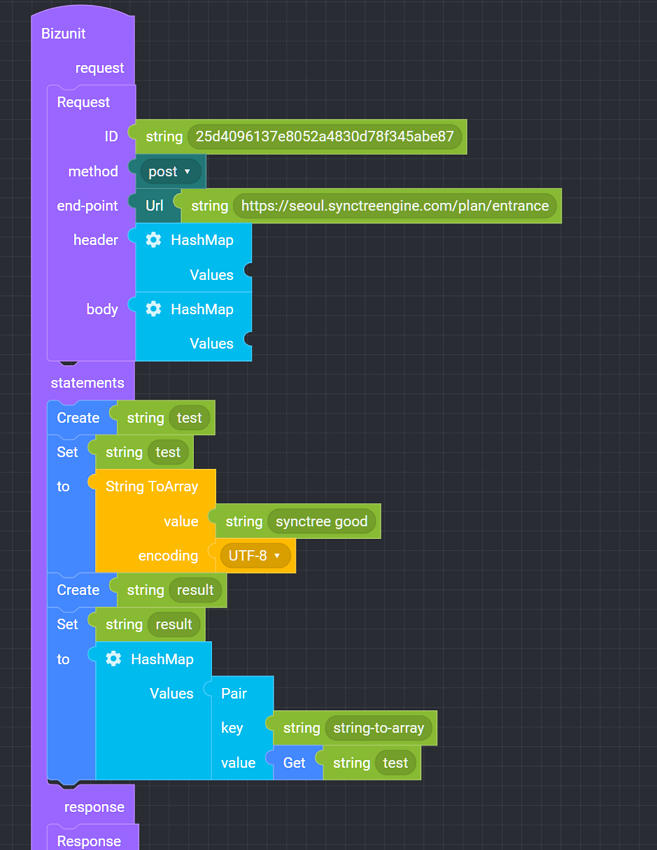 Bizunit
request
Request
ID string 25d4096137e8052a4830d78f345abe87
method post
end-point Url string https://seoul.synctreengine.com/plan/entrance
header HashMap
Values
body HashMap
Values
statements
Create string test
Set string test
to String ToArray
value string synctree good
encoding UTF-8
Create string result
Set string result
to HashMap
Values Pair
key string string-to-array
value Get string test
response
Response